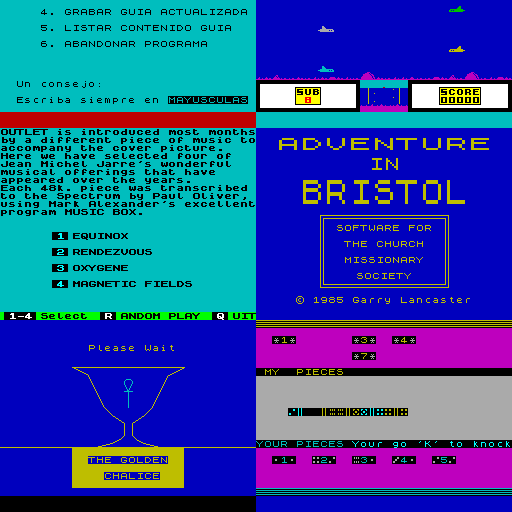 4. GRABAR GUIA ACTUALIZADA
5. LISTAR CONTENIDO GUIA
6. ABANDONAR PROGRAMA
Un consejo:
Escriba siempre en MAYUSCULAS
SUB
8
SCORE
00000
OUTLET is introduced most months
by a different piece of music to
accompany the cover picture.
Here we have selected four of
Jean Michel Jarre's wonderful
musical offerings that have
appeared over the years.
Each 48k. piece was transcribed
to the Spectrum by Paul Oliver,
using Mark Alexander's excellent
program MUSIC BOX.
1 EQUINOX
2 RENDEZVOUS
3 OXYGENE
4 MAGNETIC FIELDS
1-4 Select R ANDOM PLAY Q UIT
ADVENTURE
IN
BRISTOL
SOFTWARE FOR
THE CHURCH
MISSIONARY
SOCIETY
© 1985 Garry Lancaster
Please Wait
THE GOLDEN
CHALICE
*1* *3* *4*
*7*
MY PIECES
YOUR PIECES Your go 'K' to knock
1 2 3 4 5